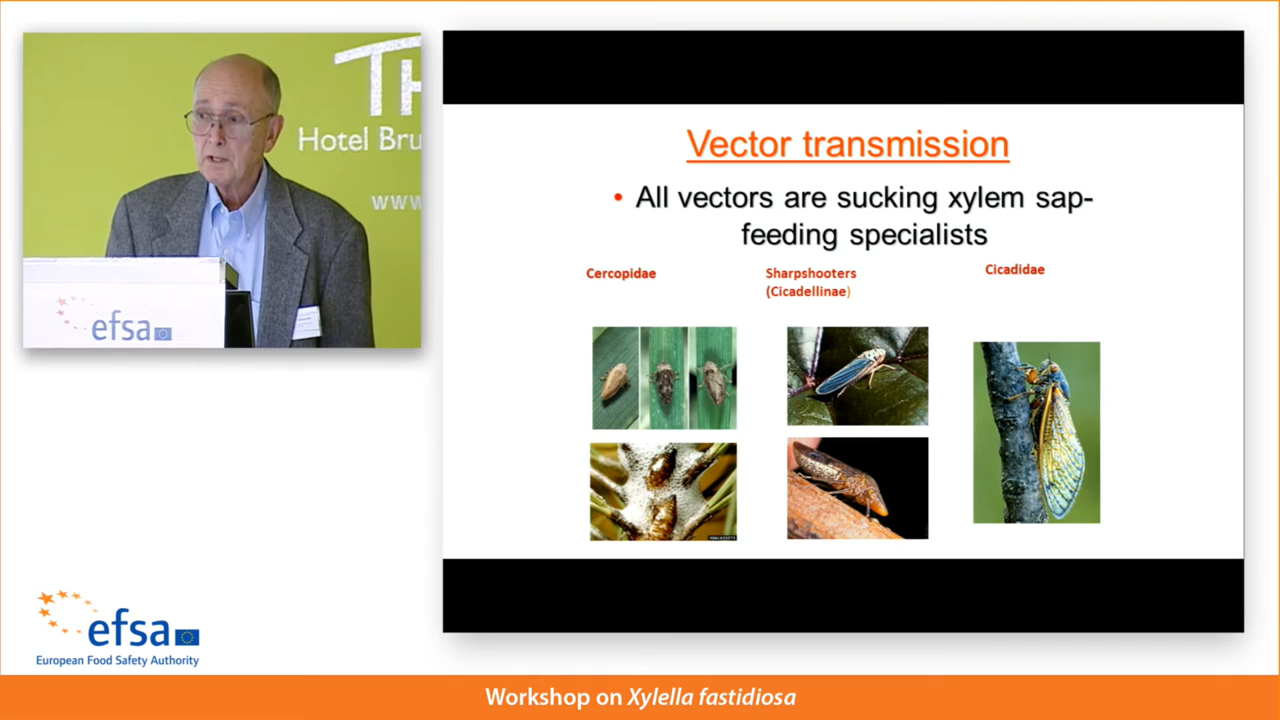 TH
Hotel Bru
www
efsa
Vector transmission
• All vectors are sucking xylem sap-
feeding specialists
Cercopidae
Sharpshooters
(Cicadellinae)
Cicadidae
efsa
European Food Safety Authority
Workshop on Xylella fastidiosa